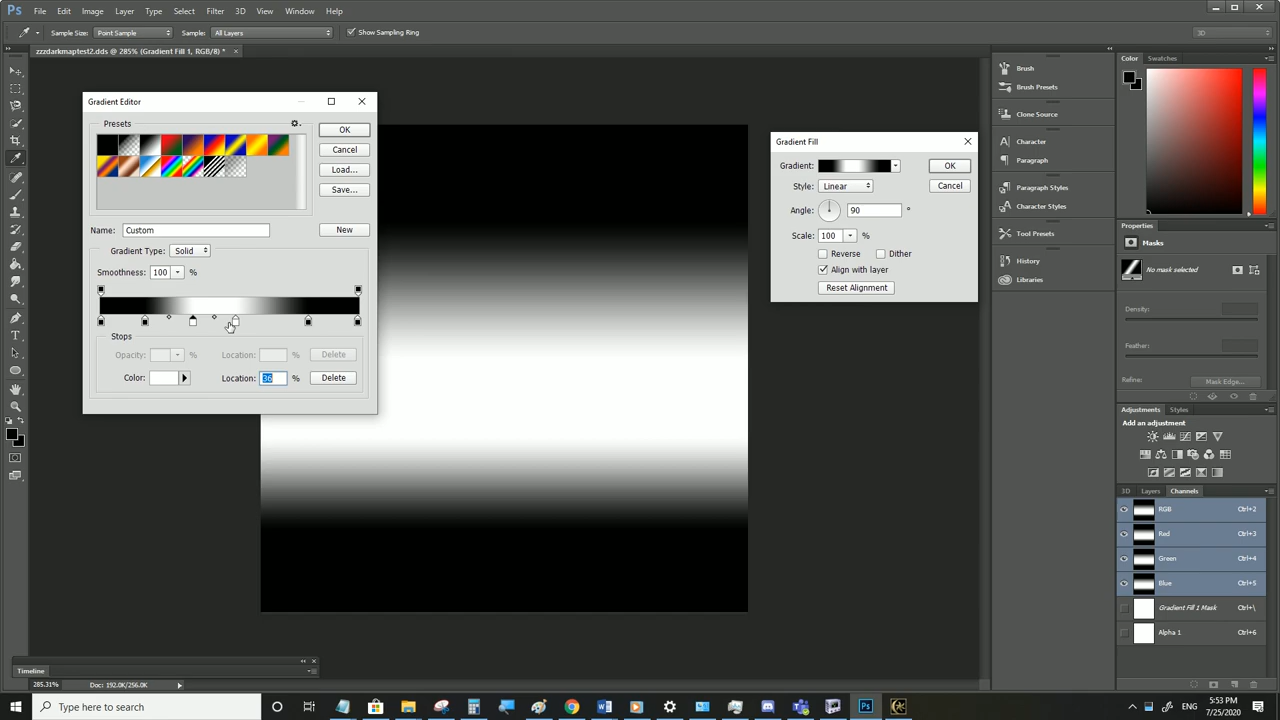 Ps File Edit Image Layer Type Select Filter 3D View Window Help
Sample Size: Point Sample Sample: All Layers Show Sampling Ring 3D
zzzdarkmaptest2.dds @ 285% (Gradient Fill 1, RGB/8) * ×
Gradient Editor
Presets
OK
Cancel
Load...
Save...
Name: Custom New
Gradient Type: Solid
Smoothness: 100 %
Stops
Opacity: % Location: % Delete
Color: Location: 36 % Delete
Gradient Fill
Gradient: OK
Style: Linear Cancel
Angle: 90 °
Scale: 100 %
Reverse Dither
Align with layer
Reset Alignment
Brush
Brush Presets
Clone Source
Character
Paragraph
Paragraph Styles
Character Styles
Tool Presets
History
Libraries
Color Swatches
Properties
Masks
No mask selected
Density:
Feather:
Refine: Mask Edge...
Adjustments Styles
Add an adjustment
3D Layers Channels
RGB Ctrl+2
Red Ctrl+3
Green Ctrl+4
Blue Ctrl+5
Gradient Fill 1 Mask Ctrl+\
Alpha 1 Ctrl+6
Timeline
285.31% Doc: 192.0K/256.0K
Type here to search
ENG
5:53 PM
7/25/2020